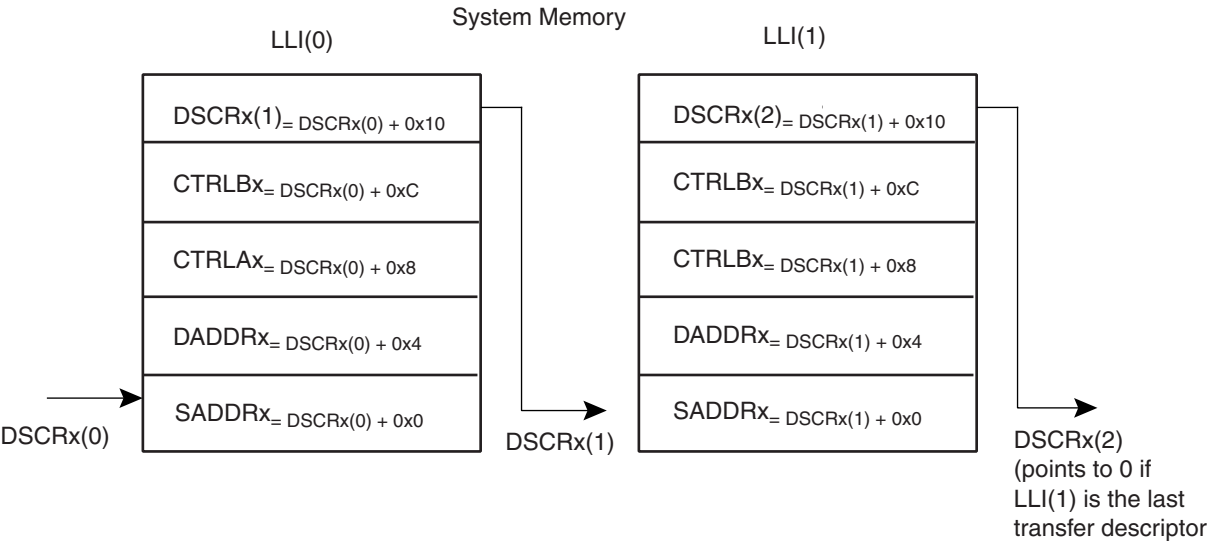 System Memory
LLI(0)
LLI(1)
DSCRx(1)= DSCRx(0) + 0x10
CTRLBx= DSCRx(0) + 0xC
CTRLAx= DSCRx(0) + 0x8
DADDRx= DSCRx(0) + 0x4
SADDRx= DSCRx(0) + 0x0
DSCRx(0)
DSCRx(1)
DSCRx(2)= DSCRx(1) + 0x10
CTRLBx= DSCRx(1) + 0xC
CTRLBx= DSCRx(1) + 0x8
DADDRx= DSCRx(1) + 0x4
SADDRx= DSCRx(1) + 0x0
DSCRx(2)
(points to 0 if
LLI(1) is the last
transfer descriptor